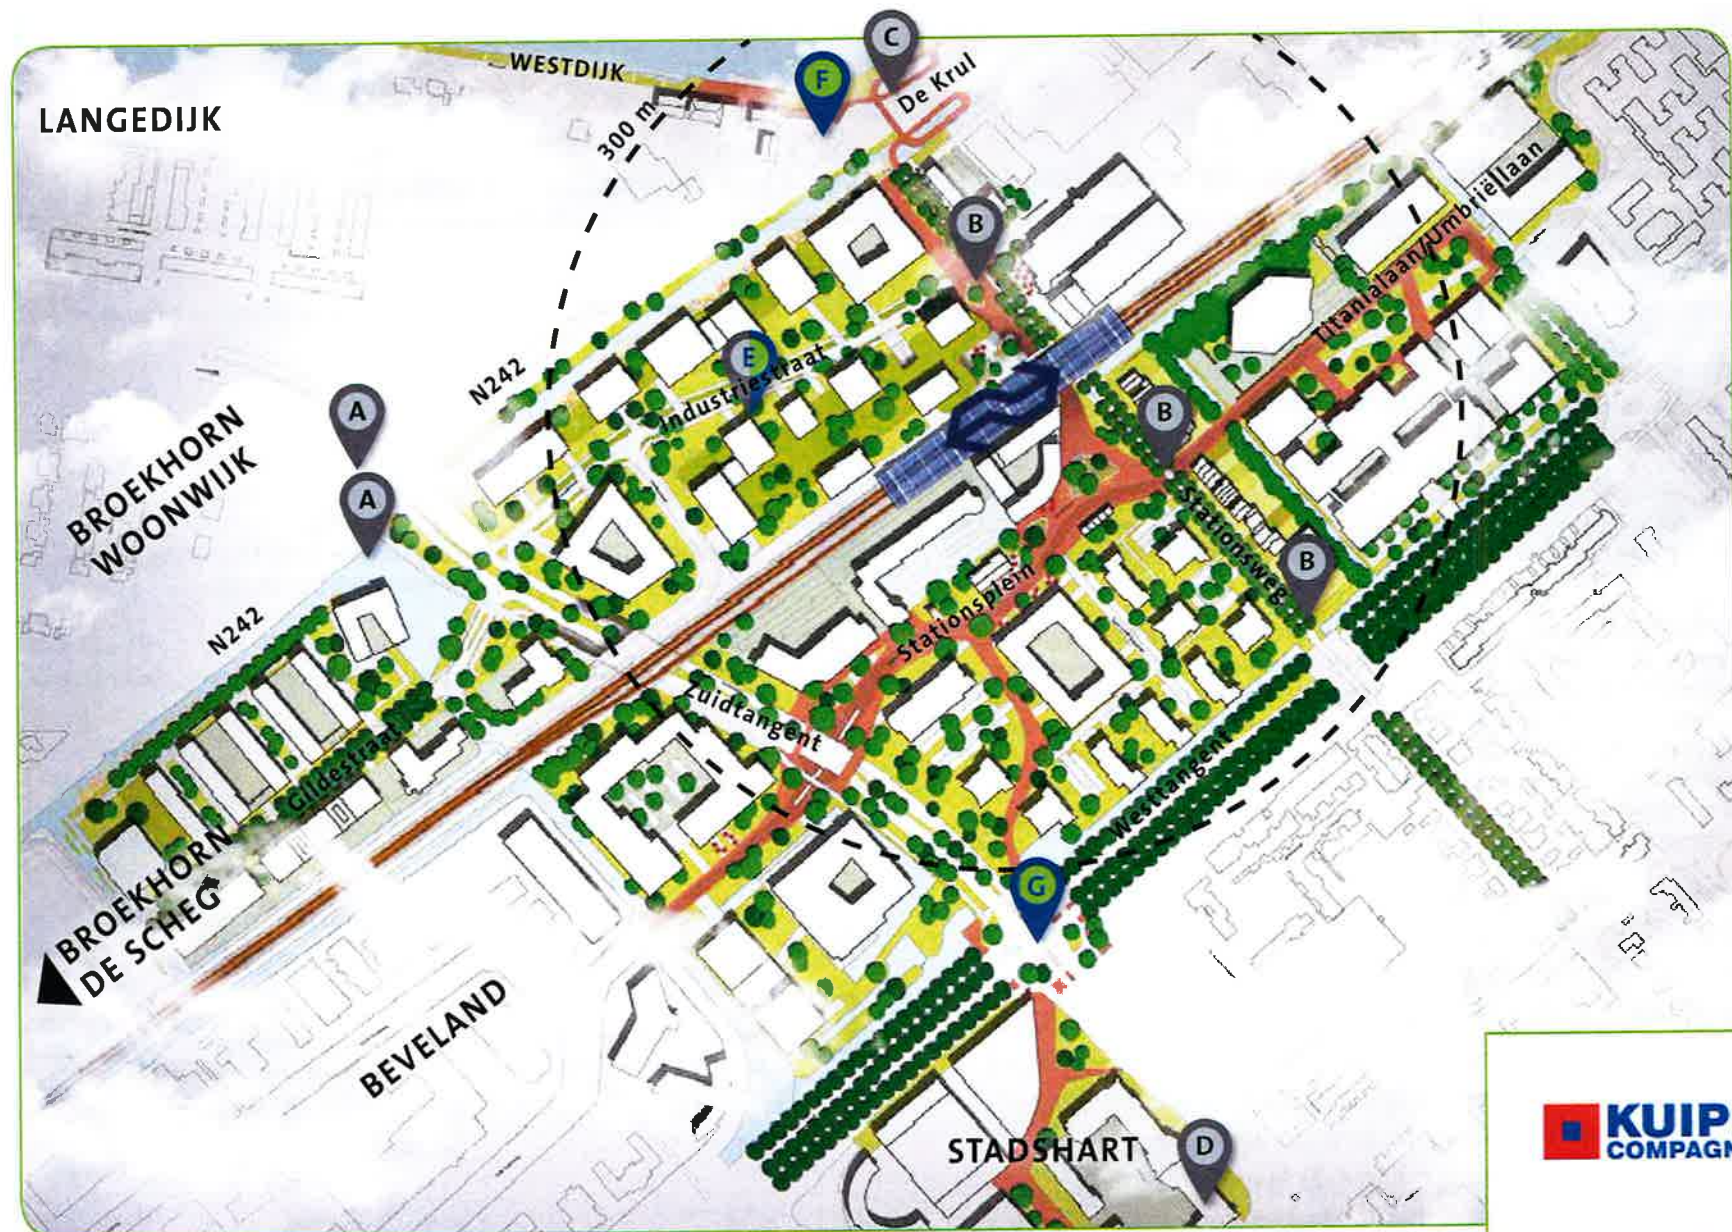 C
WESTDIJK
F
De Krul
LANGEDIJK
300 m
B
Titanialaan/Umbriëllaan
N242
E
Industriestraat
A
B
BROEKHORN
WOONWIJK
A
Stationsweg
B
N242
Stationsplein
Zuidtangent
Gildestraat
Westtangent
BROEKHORN
DE SCHEG
G
BEVELAND
STADSHART
D
KUIP
COMPAGN